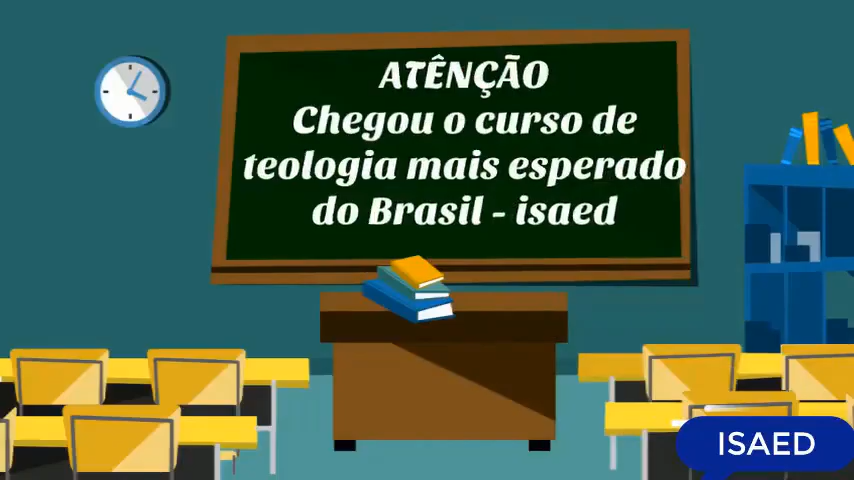 ATÊNÇÃO
Chegou o curso de
teologia mais esperado
do Brasil - isaed
ISAED